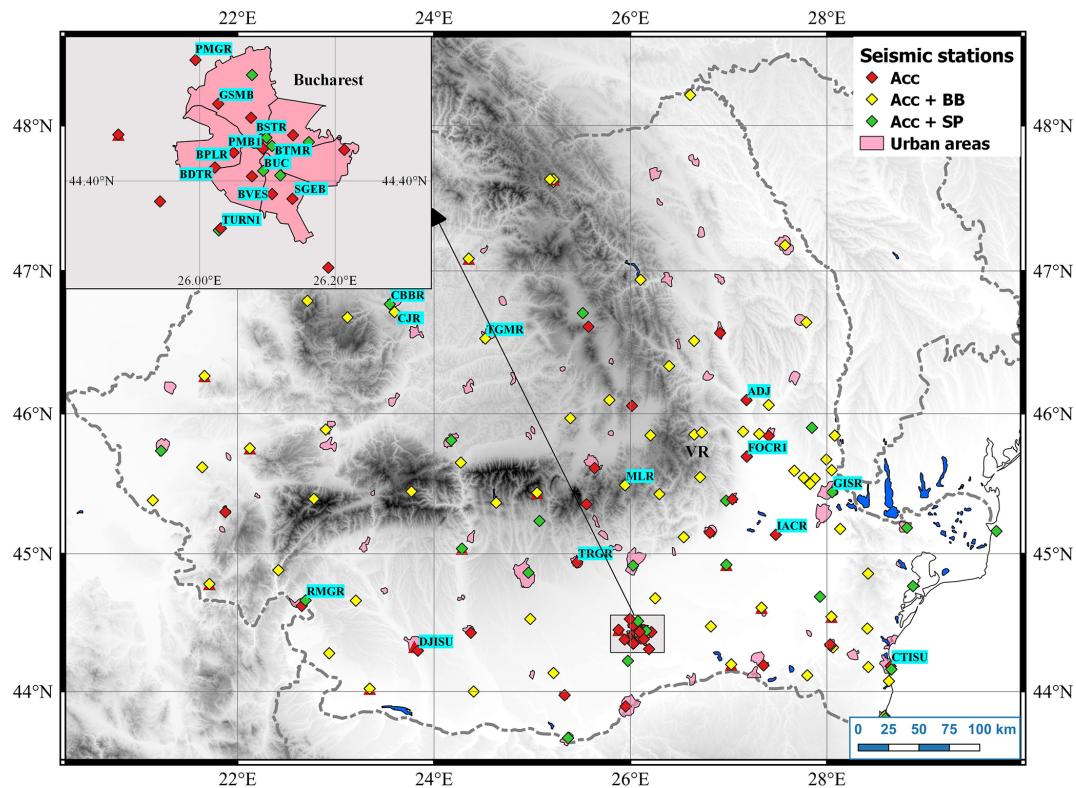 22°E 24°E 26°E 28°E
PMGR
Bucharest
GSMB
BSTR
PMB1
BTMR
BPLR
BUC
BDTR
BVES
SGEB
TURN1
44.40°N 44.40°N
26.00°E 26.20°E
Seismic stations
Acc
Acc + BB
Acc + SP
Urban areas
48°N 48°N
47°N 47°N
CBBR
CJR
TGMR
ADJ
46°N 46°N
FOCR1
VR
MLR
GISR
IACR
45°N 45°N
TRGR
RMGR
DJISU
CTISU
44°N 44°N
0 25 50 75 100 km
22°E 24°E 26°E 28°E